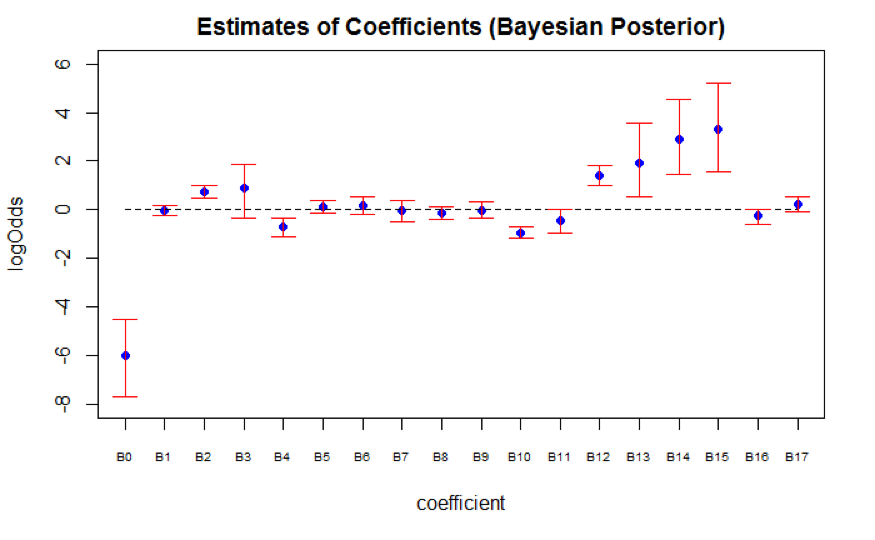 Estimates of Coefficients (Bayesian Posterior)
logOdds
6
4
2
0
-2
-4
-6
-8
B0 B1 B2 B3 B4 B5 B6 B7 B8 B9 B10 B11 B12 B13 B14 B15 B16 B17
coefficient